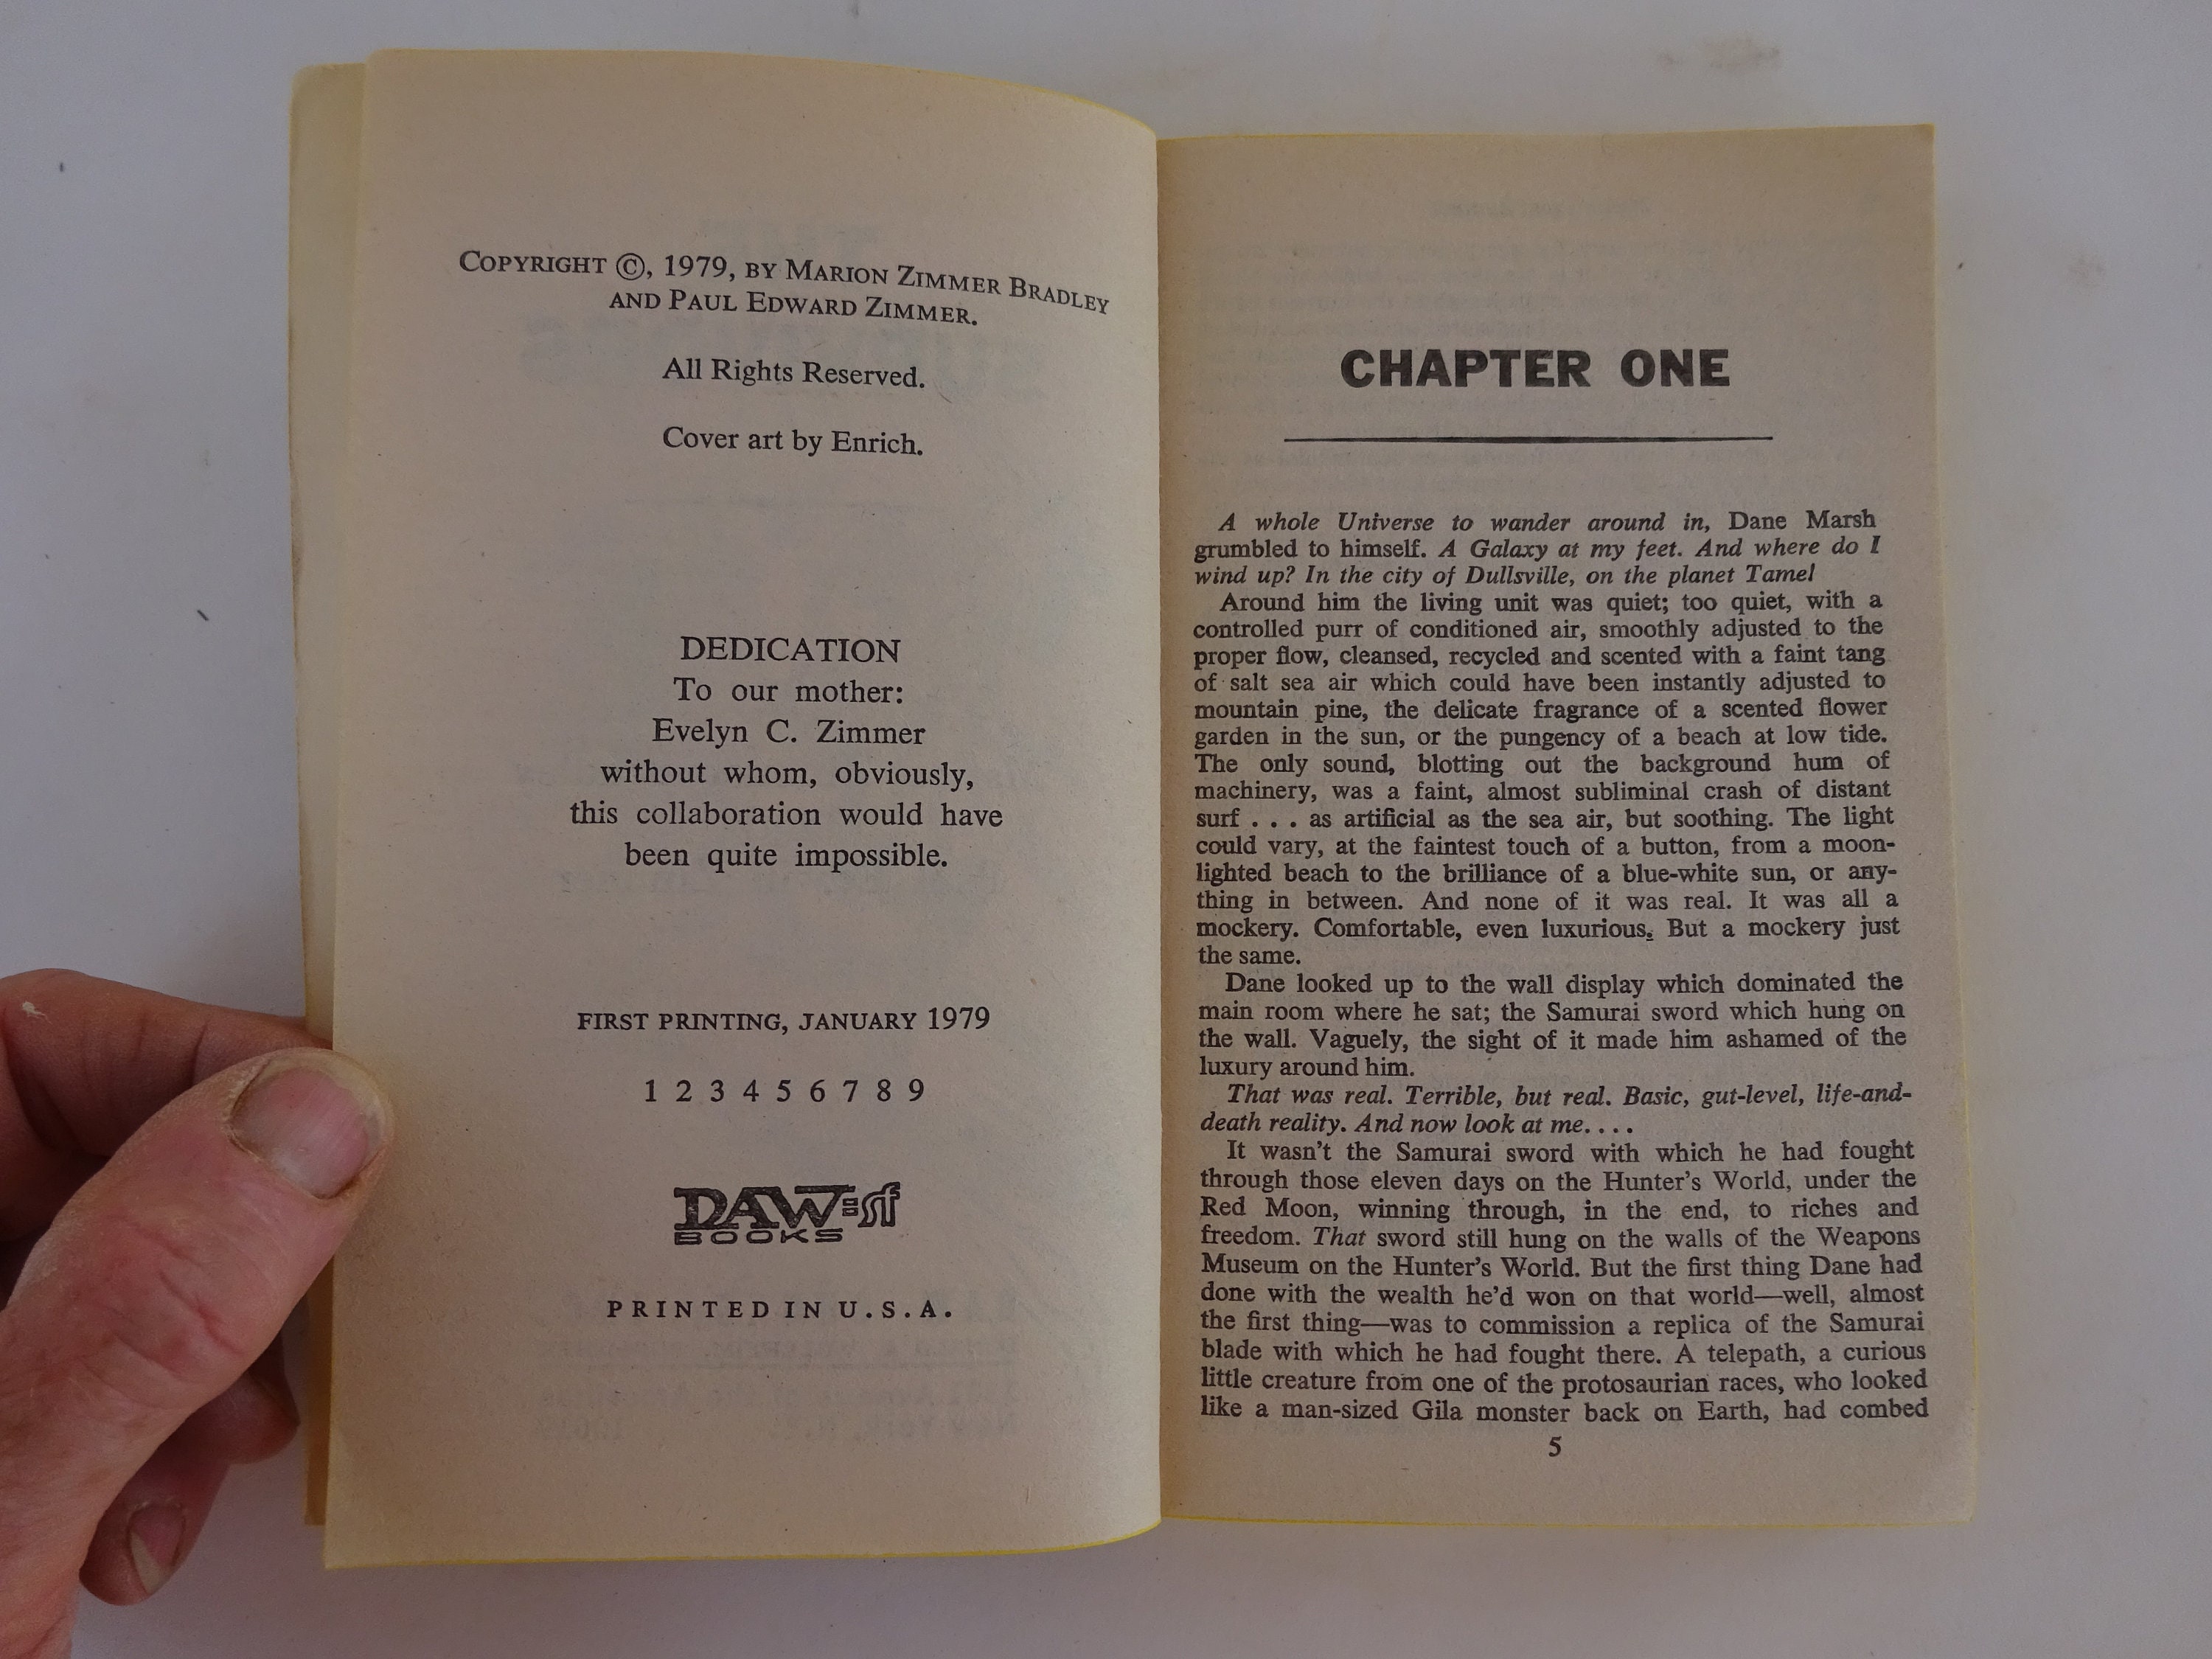 COPYRIGHT ©, 1979, BY MARION ZIMMER BRADLEY
AND PAUL EDWARD ZIMMER.
All Rights Reserved.
Cover art by Enrich.
DEDICATION
To our mother:
Evelyn C. Zimmer
without whom, obviously,
this collaboration would have
been quite impossible.
FIRST PRINTING, JANUARY 1979
1 2 3 4 5 6 7 8 9
DAW=sf
BOOKS
PRINTED IN U.S.A.
CHAPTER ONE
A whole Universe to wander around in, Dane Marsh
grumbled to himself. A Galaxy at my feet. And where do I
wind up? In the city of Dullsville, on the planet Tame!
Around him the living unit was quiet; too quiet, with a
controlled purr of conditioned air, smoothly adjusted to the
proper flow, cleansed, recycled and scented with a faint tang
of salt sea air which could have been instantly adjusted to
mountain pine, the delicate fragrance of a scented flower
garden in the sun, or the pungency of a beach at low tide.
The only sound, blotting out the background hum of
machinery, was a faint, almost subliminal crash of distant
surf . . . as artificial as the sea air, but soothing. The light
could vary, at the faintest touch of a button, from a moon-
lighted beach to the brilliance of a blue-white sun, or any-
thing in between. And none of it was real. It was all a
mockery. Comfortable, even luxurious. But a mockery just
the same.
Dane looked up to the wall display which dominated the
main room where he sat; the Samurai sword which hung on
the wall. Vaguely, the sight of it made him ashamed of the
luxury around him.
That was real. Terrible, but real. Basic, gut-level, life-and-
death reality. And now look at me. . . .
It wasn't the Samurai sword with which he had fought
through those eleven days on the Hunter's World, under the
Red Moon, winning through, in the end, to riches and
freedom. That sword still hung on the walls of the Weapons
Museum on the Hunter's World. But the first thing Dane had
done with the wealth he'd won on that world—well, almost
the first thing—was to commission a replica of the Samurai
blade with which he had fought there. A telepath, a curious
little creature from one of the protosaurian races, who looked
like a man-sized Gila monster back on Earth, had combed
5